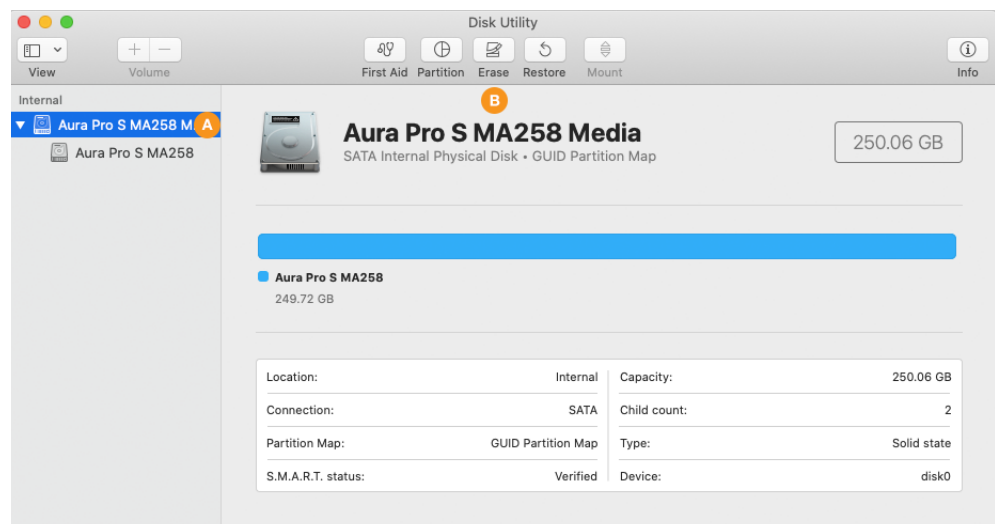 Disk Utility
View
Volume
First Aid
Partition
Erase
Restore
Mount
Info
Internal
Aura Pro S MA258 M
A
Aura Pro S MA258
B
Aura Pro S MA258 Media
SATA Internal Physical Disk • GUID Partition Map
250.06 GB
Aura Pro S MA258
249.72 GB
Location: Internal
Capacity: 250.06 GB
Connection: SATA
Child count: 2
Partition Map: GUID Partition Map
Type: Solid state
S.M.A.R.T. status: Verified
Device: disk0